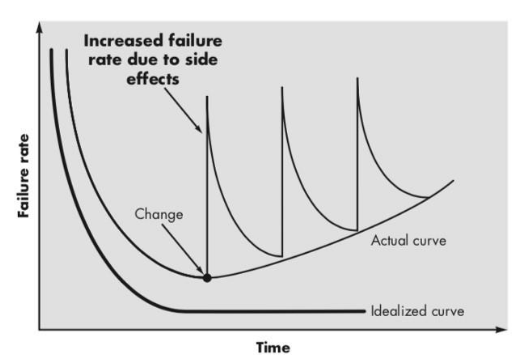 Increased failure
rate due to side
effects
Failure rate
Change
Actual curve
Idealized curve
Time